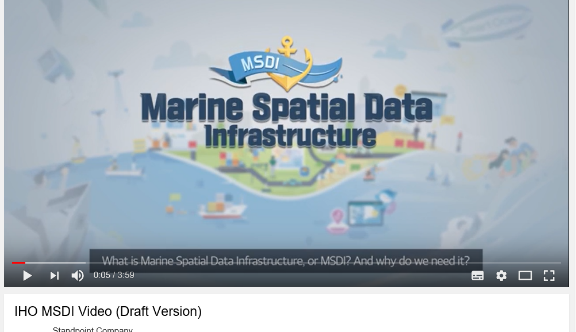 MSDI
Marine Spatial Data
Infrastructure
What is Marine Spatial Data Infrastructure, or MSDI? And why do we need it?
0:05 / 3:59
IHO MSDI Video (Draft Version)
Standpoint Company